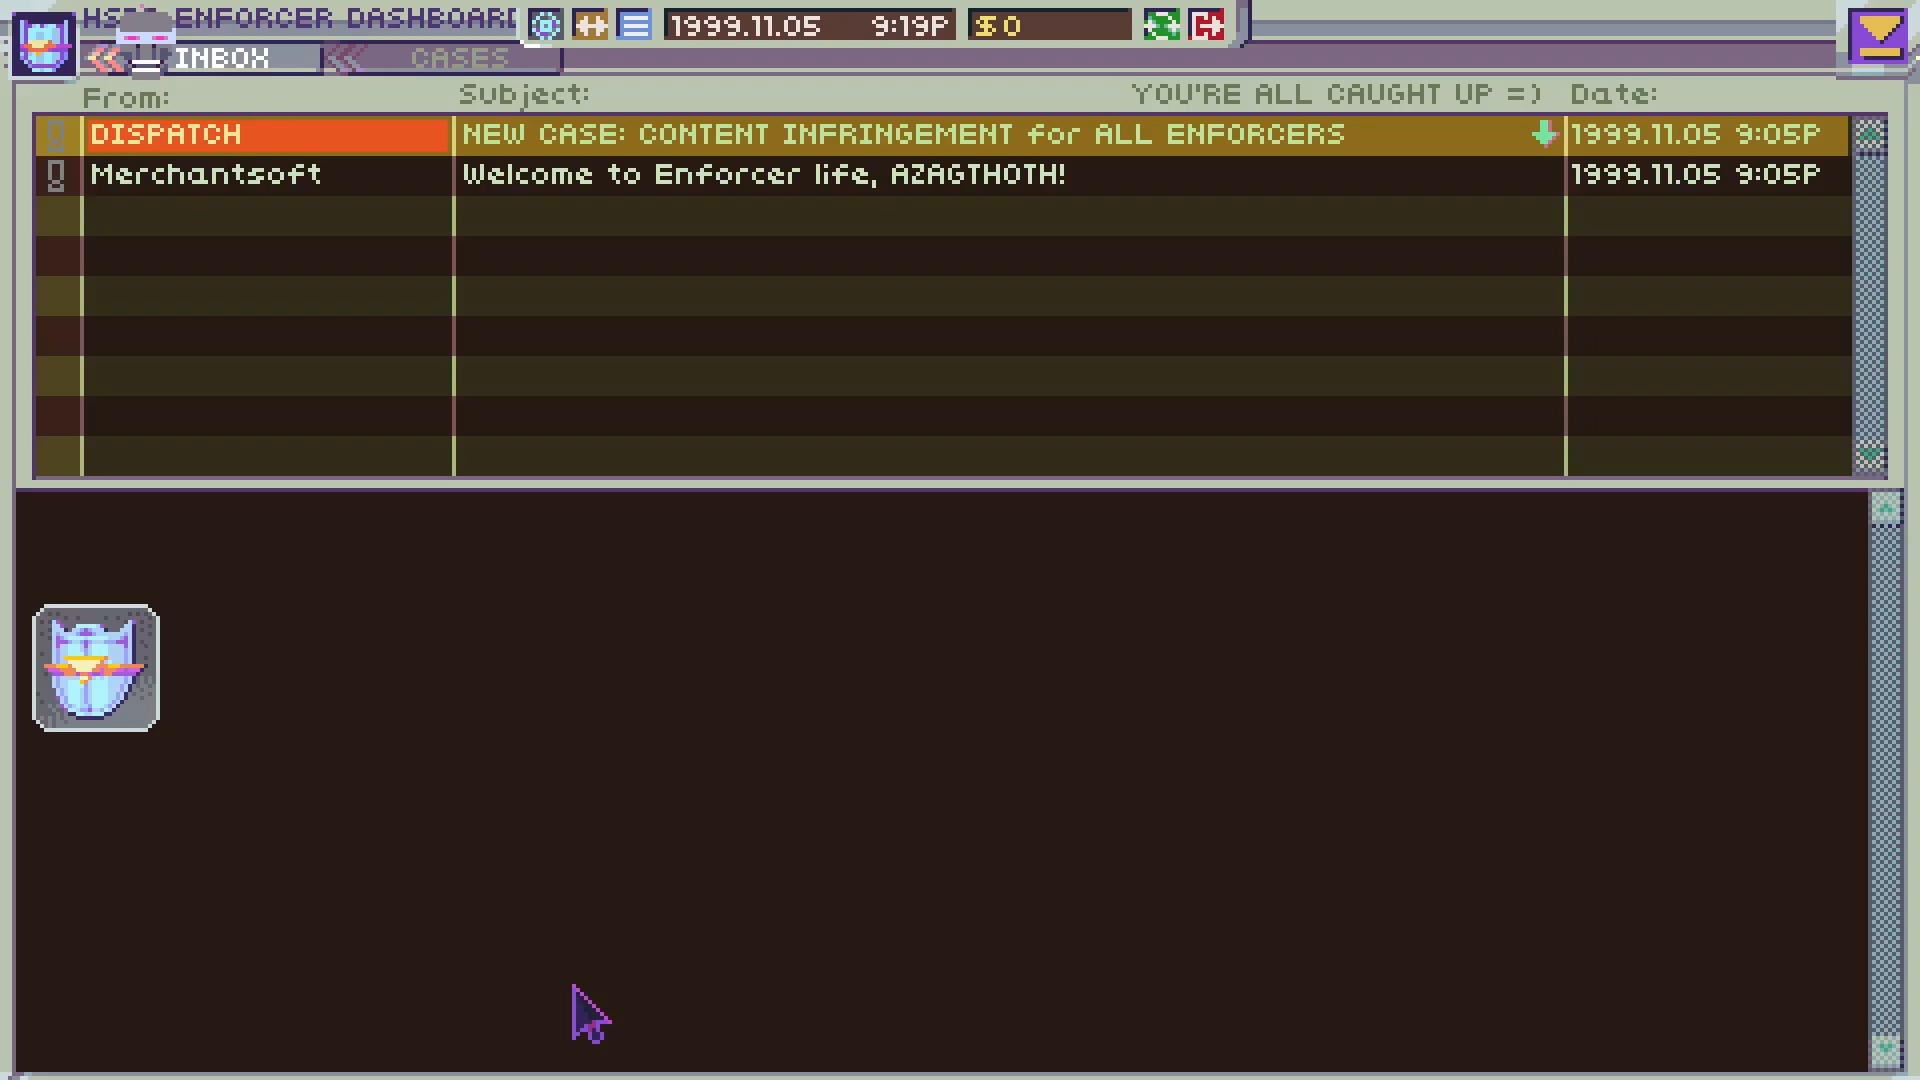 HSPD ENFORCER DASHBOARD
1999.11.05 9:19P
0
INBOX
CASES
From:
Subject:
YOU'RE ALL CAUGHT UP =)
Date:
DISPATCH
NEW CASE: CONTENT INFRINGEMENT for ALL ENFORCERS
1999.11.05 9:05P
Merchantsoft
Welcome to Enforcer life, AZAGTHOTH!
1999.11.05 9:05P